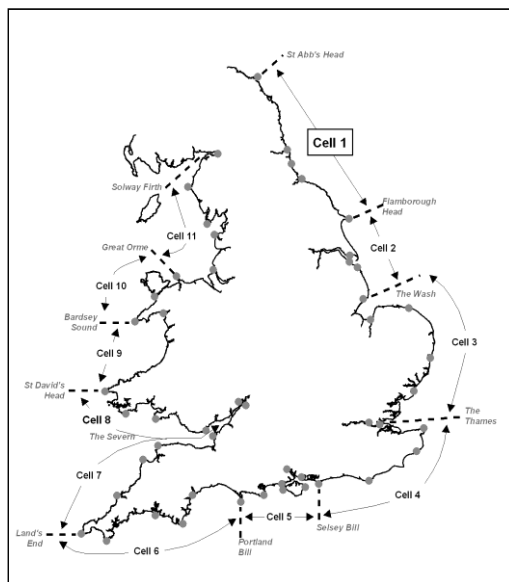 St Abb's Head
Cell 1
Solway Firth
Flamborough
Head
Cell 11
Great Orme
Cell 2
Cell 10
The Wash
Bardsey
Sound
Cell 3
Cell 9
St David's
Head
Cell 8
The Severn
The
Thames
Cell 7
Cell 4
Land's
End
Cell 5
Selsey Bill
Cell 6
Portland
Bill